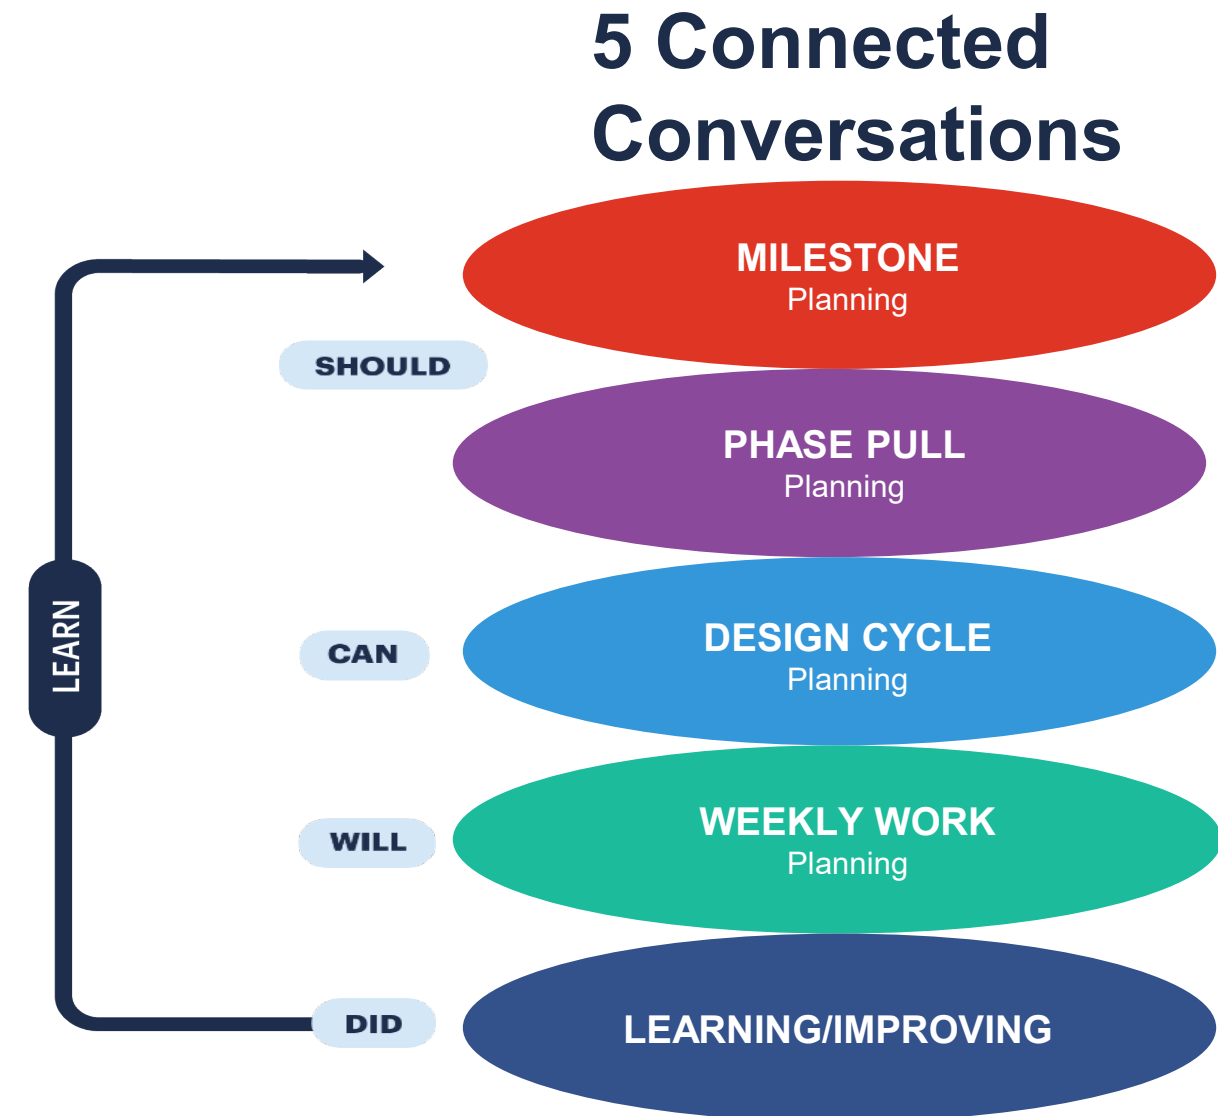 5 Connected
Conversations
MILESTONE
Planning
SHOULD
PHASE PULL
Planning
LEARN
CAN
DESIGN CYCLE
Planning
WILL
WEEKLY WORK
Planning
DID
LEARNING/IMPROVING